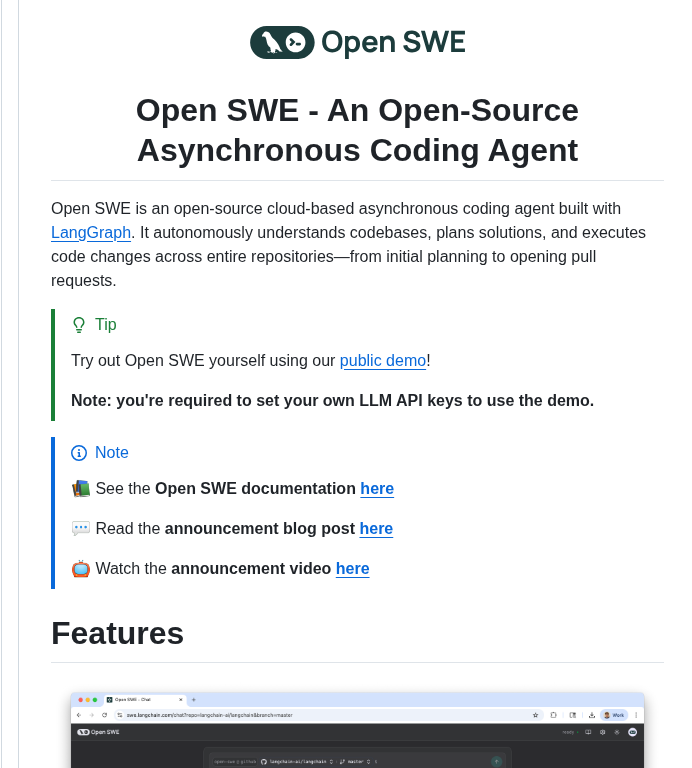 Open SWE
Open SWE - An Open-Source
Asynchronous Coding Agent
Open SWE is an open-source cloud-based asynchronous coding agent built with
LangGraph. It autonomously understands codebases, plans solutions, and executes
code changes across entire repositories—from initial planning to opening pull
requests.
Tip
Try out Open SWE yourself using our public demo!
Note: you're required to set your own LLM API keys to use the demo.
Note
📚 See the Open SWE documentation here
💬 Read the announcement blog post here
📺 Watch the announcement video here
Features
Open SWE - Chat
swe.langchain.com/chat?repo=langchain-ai/langchain&branch=master
Work
Open SWE
ready
open-swe@github langchain-ai/langchain master